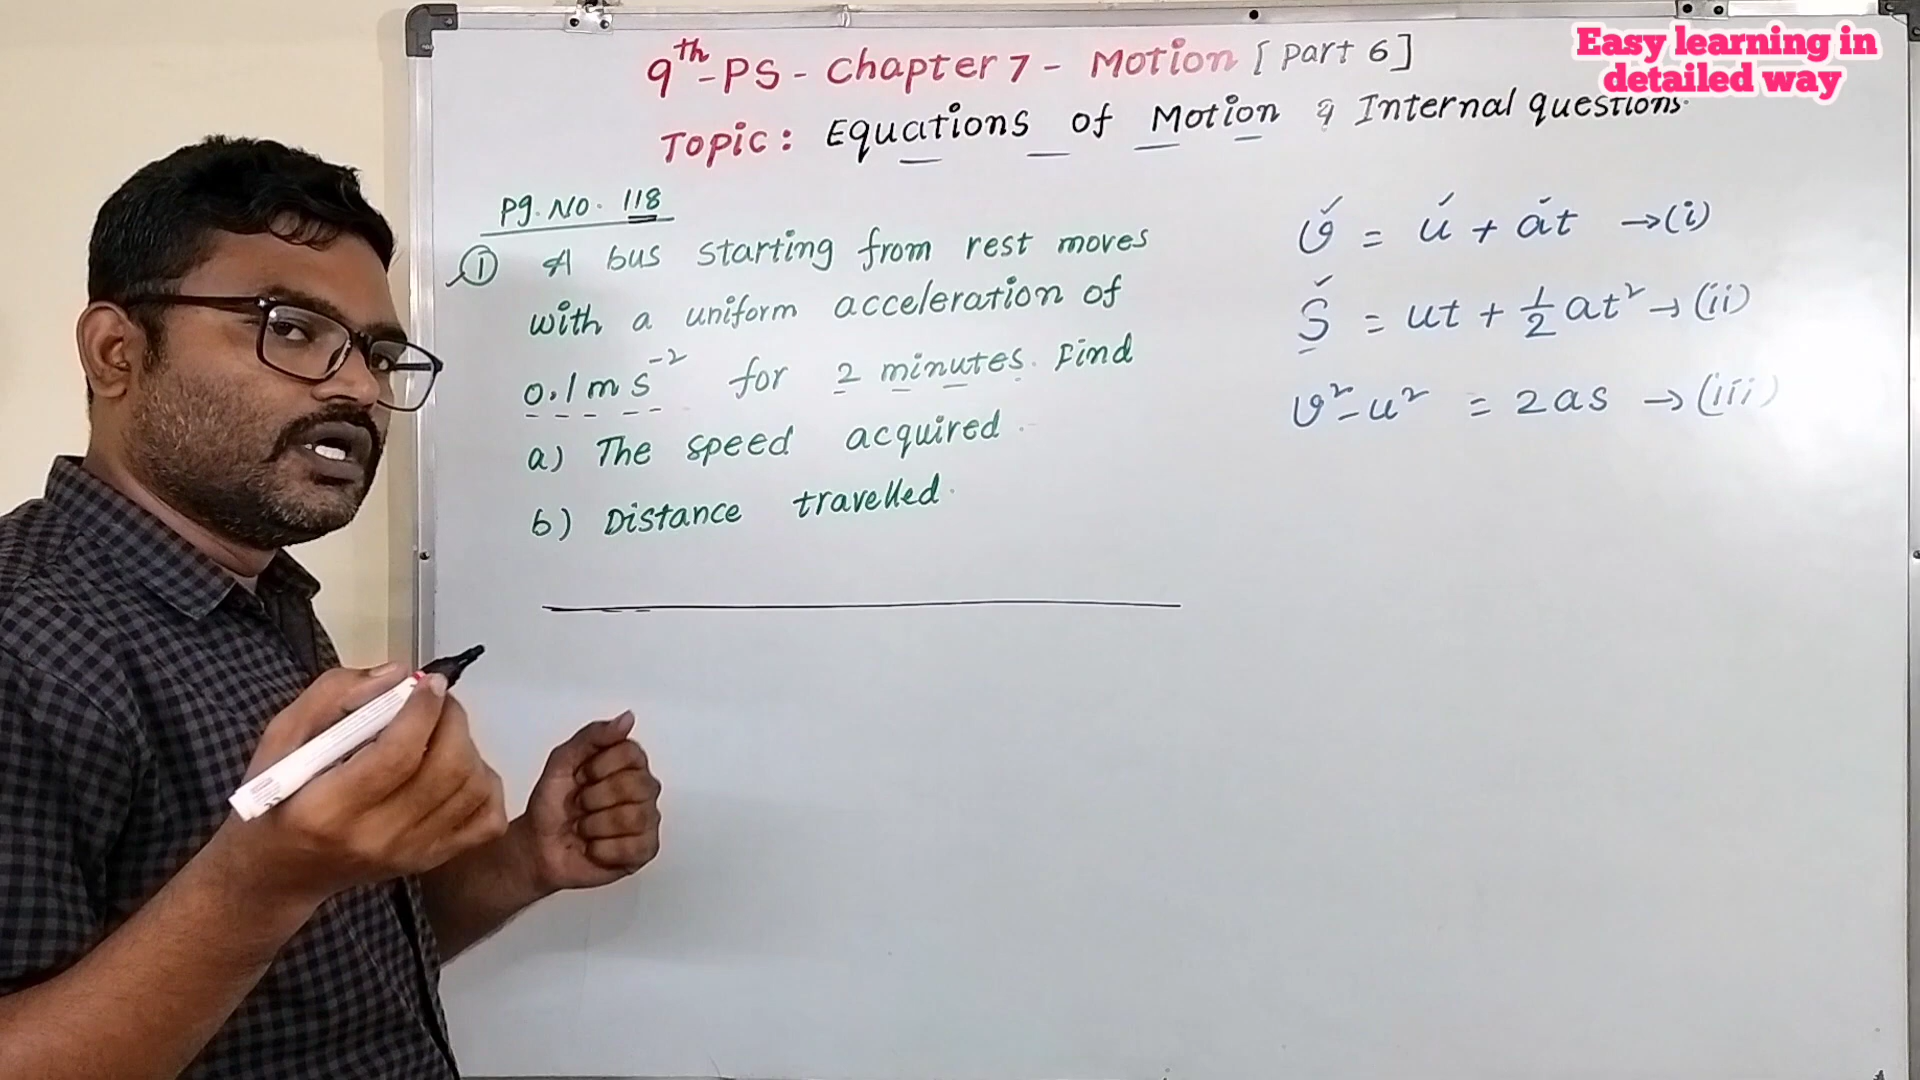 9th-PS - Chapter 7 - Motion [Part 6]
Easy learning in
detailed way
Topic: Equations of Motion & Internal questions.
Pg. No. 118
① A bus starting from rest moves
with a uniform acceleration of
0.1 m s⁻² for 2 minutes. Find
a) The speed acquired.
b) Distance travelled.
v = u + at →(i)
S = ut + 1/2 at² →(ii)
v² - u² = 2as →(iii)